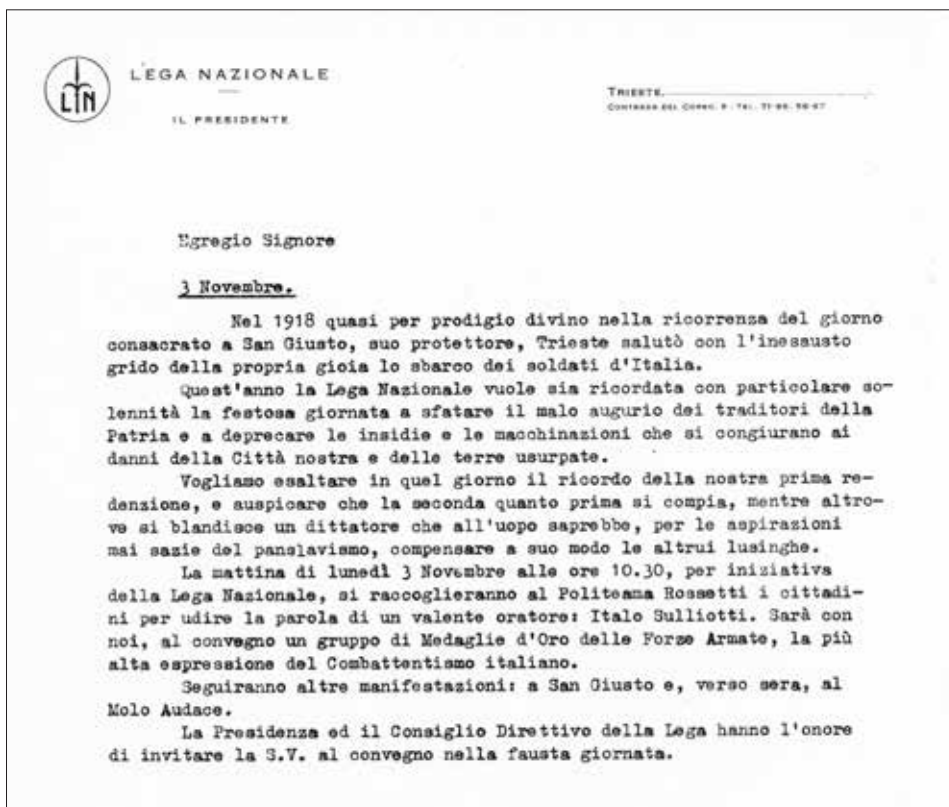 LTN
LEGA NAZIONALE
IL PRESIDENTE
TRIESTE,
CONTRADA DEL CORSO, 9 - TEL.
Egregio Signore
3 Novembre.
Nel 1918 quasi per prodigio divino nella ricorrenza del giorno
consacrato a San Giusto, suo protettore, Trieste salutò con l'inesausto
grido della propria gioia lo sbarco dei soldati d'Italia.
Quest'anno la Lega Nazionale vuole sia ricordata con particolare so-
lennità la festosa giornata a sfatare il malo augurio dei traditori della
Patria e a deprecare le insidie e le macchinazioni che si congiurano ai
danni della Città nostra e delle terre usurpate.
Vogliamo esaltare in quel giorno il ricordo della nostra prima re-
denzione, e auspicare che la seconda quanto prima si compia, mentre altro-
ve si blandisce un dittatore che all'uopo saprebbe, per le aspirazioni
mai sazie del panslavismo, compensare a suo modo le altrui lusinghe.
La mattina di lunedì 3 Novembre alle ore 10.30, per iniziativa
della Lega Nazionale, si raccoglieranno al Politeama Rossetti i cittadi-
ni per udire la parola di un valente oratore: Italo Sulliotti. Sarà con
noi, al convegno un gruppo di Medaglie d'Oro delle Forze Armate, la più
alta espressione del Combattentismo italiano.
Seguiranno altre manifestazioni: a San Giusto e, verso sera, al
Molo Audace.
La Presidenza ed il Consiglio Direttivo della Lega hanno l'onore
di invitare la S.V. al convegno nella fausta giornata.